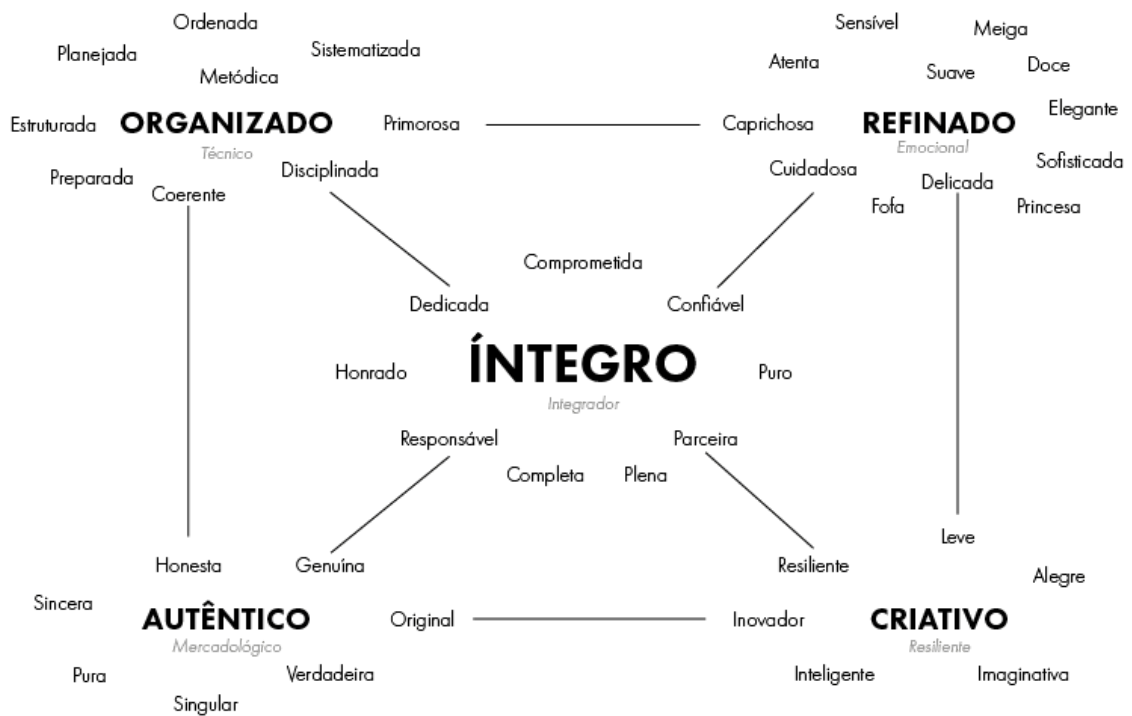 Ordenada
Planejada
Sistematizada
Metódica
Estruturada
ORGANIZADO
Técnico
Primorosa
Preparada
Disciplinada
Coerente
Sensível
Meiga
Atenta
Suave
Doce
Caprichosa
REFINADO
Emocional
Elegante
Cuidadosa
Sofisticada
Delicada
Fofa
Princesa
Comprometida
Dedicada
Confiável
Honrado
ÍNTEGRO
Integrador
Puro
Responsável
Parceira
Completa
Plena
Honesta
Genuína
Sincera
AUTÊNTICO
Mercadológico
Original
Pura
Verdadeira
Singular
Leve
Resiliente
Alegre
Inovador
CRIATIVO
Resiliente
Inteligente
Imaginativa